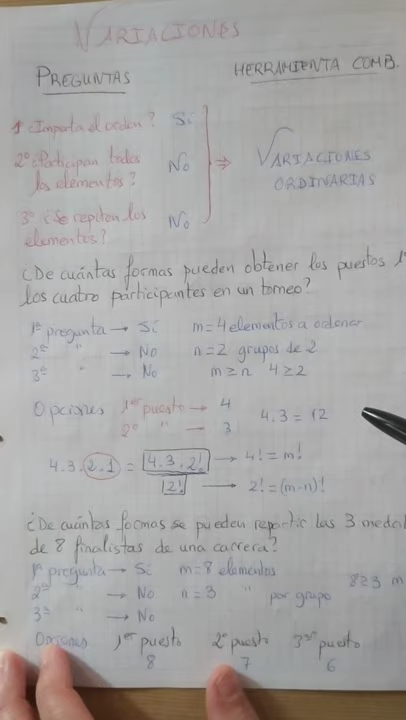 VARIACIONES
PREGUNTAS
HERRAMIENTA COMB.
1ª ¿Importa el orden? Sí
2º ¿Participan todos los elementos? No
3º ¿Se repiten los elementos? No
⇒ VARIACIONES ORDINARIAS
¿De cuántas formas pueden obtener los puestos 1º
los cuatro participantes en un torneo?
1ª pregunta → Sí m=4 elementos a ordenar
2ª " → No n=2 grupos de 2
3ª " → No m≥n 4≥2
Opciones 1er puesto → 4
2º " → 3
4.3 = 12
4.3.2.1 = 4.3.2! → 4! = m!
2! → 2! = (m-n)!
¿De cuántas formas se pueden repartir las 3 medal
de 8 finalistas de una carrera?
1ª pregunta → Sí m=8 elementos
2ª " → No n=3 " por grupo 8≥3 m
3ª " → No
Opciones 1er puesto 2º puesto 3er puesto
8 7 6